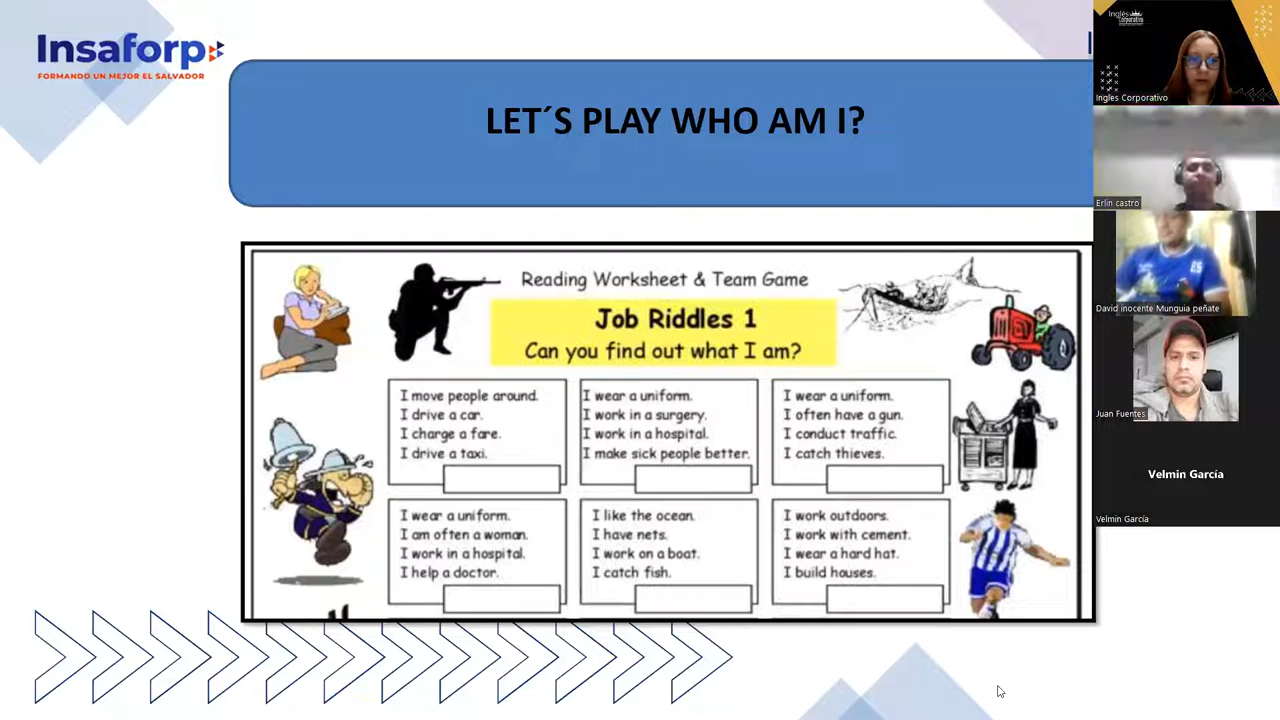 Insaforp
FORMANDO UN MEJOR EL SALVADOR
LET´S PLAY WHO AM I?
Reading Worksheet & Team Game
Job Riddles 1
Can you find out what I am?
I move people around.
I drive a car.
I charge a fare.
I drive a taxi.
I wear a uniform.
I work in a surgery.
I work in a hospital.
I make sick people better.
I wear a uniform.
I often have a gun.
I conduct traffic.
I catch thieves.
I wear a uniform.
I am often a woman.
I work in a hospital.
I help a doctor.
I like the ocean.
I have nets.
I work on a boat.
I catch fish.
I work outdoors.
I work with cement.
I wear a hard hat.
I build houses.
Inglés
Corporativo
Ingles Corporativo
Erlin castro
David inocente Munguia peñate
Juan Fuentes
Velmin García
Velmin García